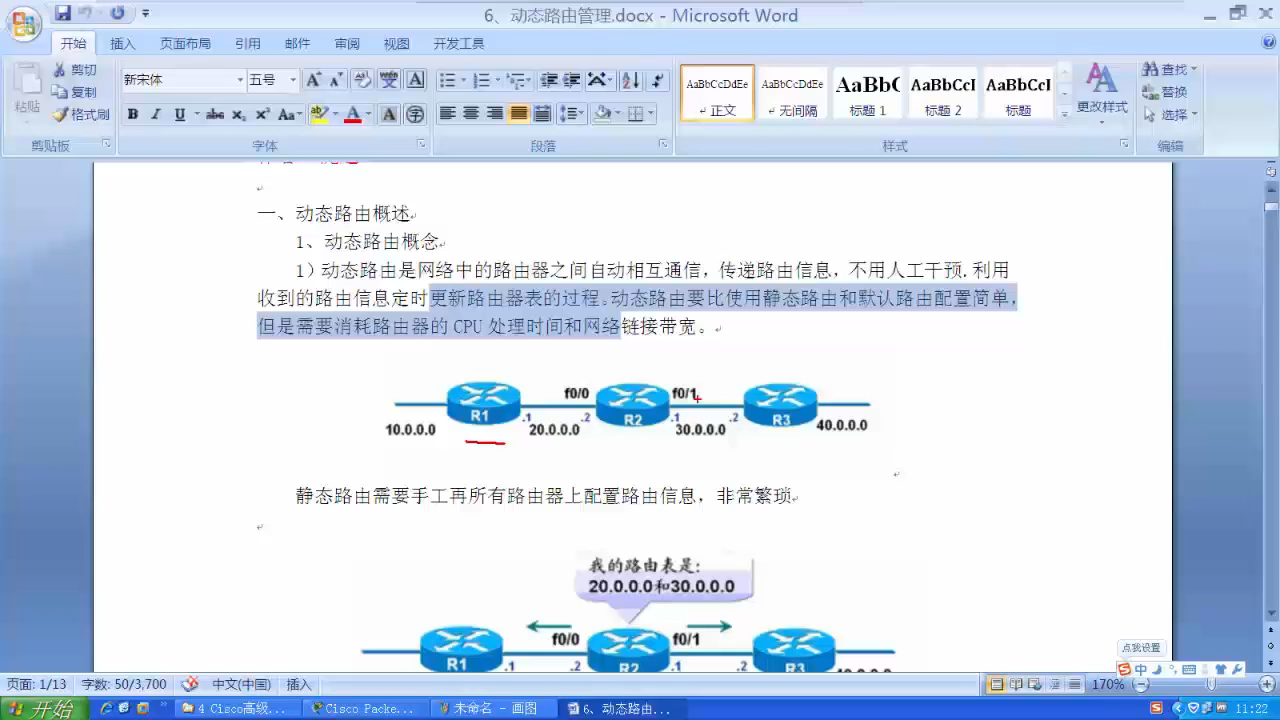 6、动态路由管理.docx - Microsoft Word
开始 插入 页面布局 引用 邮件 审阅 视图 开发工具
剪切
复制
格式刷
粘贴
剪贴板
新宋体 五号
字体
段落
AaBbCcDdEe AaBbCcDdEe AaBbC AaBbCcI AaBbCcI
正文 无间隔 标题 1 标题 2 标题
更改样式
样式
查找
替换
选择
编辑
一、动态路由概述
1、动态路由概念
1）动态路由是网络中的路由器之间自动相互通信，传递路由信息，不用人工干预,利用
收到的路由信息定时更新路由器表的过程。动态路由要比使用静态路由和默认路由配置简单，
但是需要消耗路由器的 CPU 处理时间和网络链接带宽。
f0/0 f0/1
R1 .1 .2 R2 .1 .2 R3
10.0.0.0 20.0.0.0 30.0.0.0 40.0.0.0
静态路由需要手工再所有路由器上配置路由信息，非常繁琐
我的路由表是:
20.0.0.0和30.0.0.0
f0/0 f0/1
R1 .1 .2 R2 .1 .2 R3
点我设置
中
页面: 1/13 字数: 50/3,700 中文(中国) 插入 170%
开始 4 Cisco高级... Cisco Packe... 未命名 - 画图 6、动态路由... 11:22